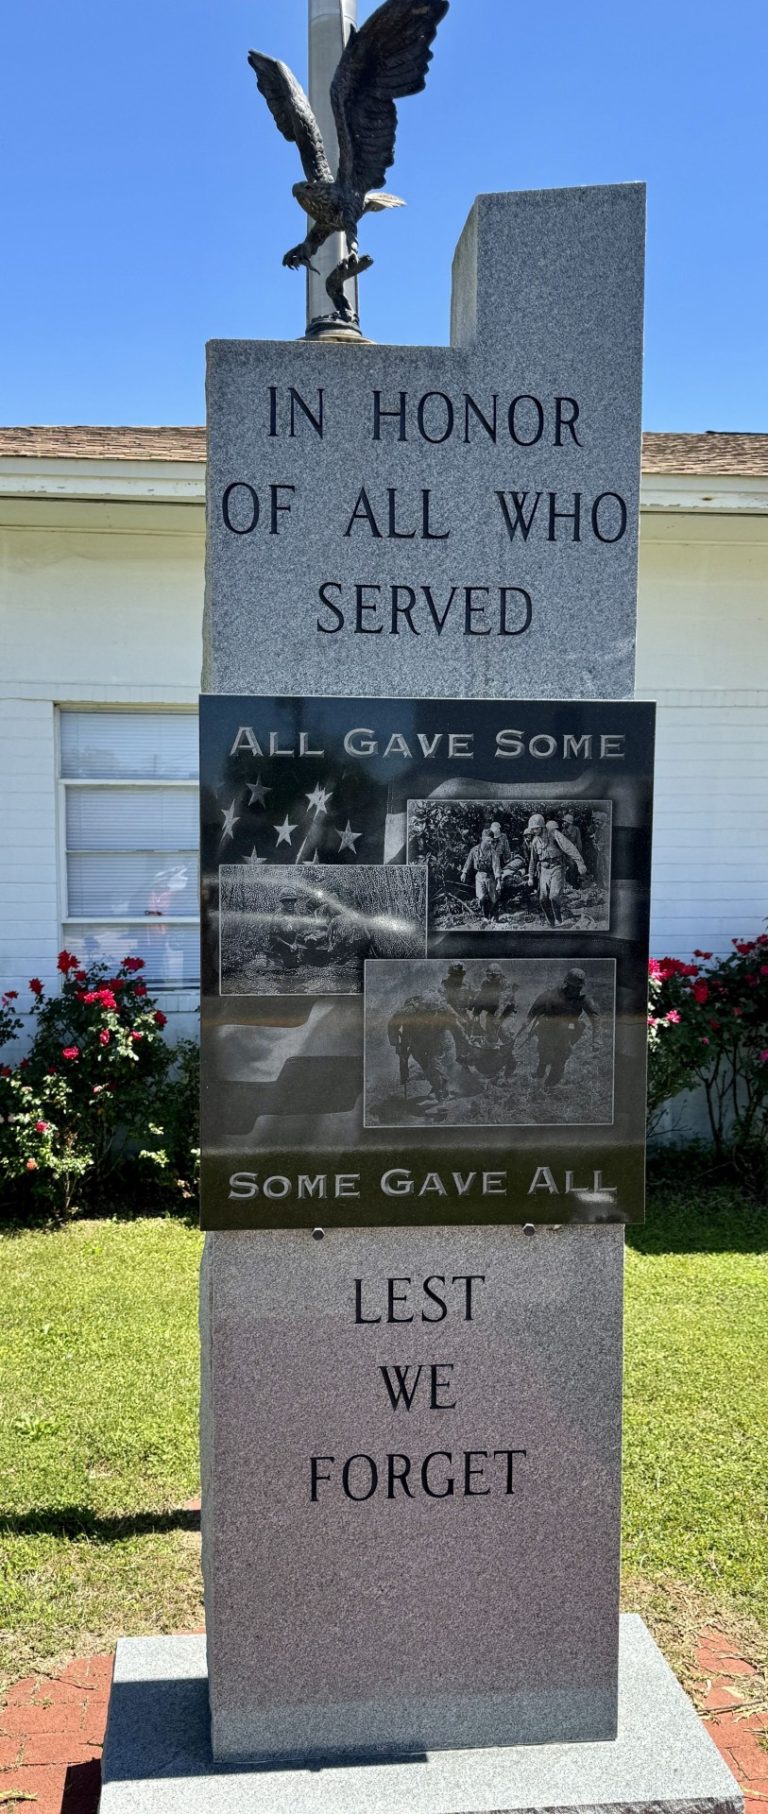 IN HONOR
OF ALL WHO
SERVED
ALL GAVE SOME
SOME GAVE ALL
LEST
WE
FORGET